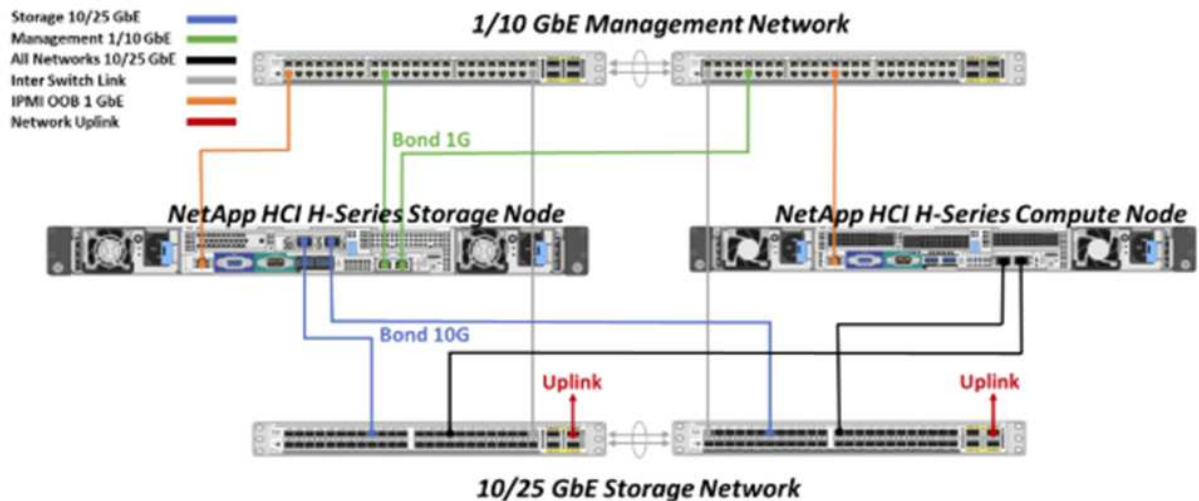 Storage 10/25 GbE
Management 1/10 GbE
All Networks 10/25 GbE
Inter Switch Link
IPMI OOB 1 GbE
Network Uplink
1/10 GbE Management Network
Bond 1G
NetApp HCI H-Series Storage Node
NetApp HCI H-Series Compute Node
Bond 10G
Uplink
Uplink
10/25 GbE Storage Network